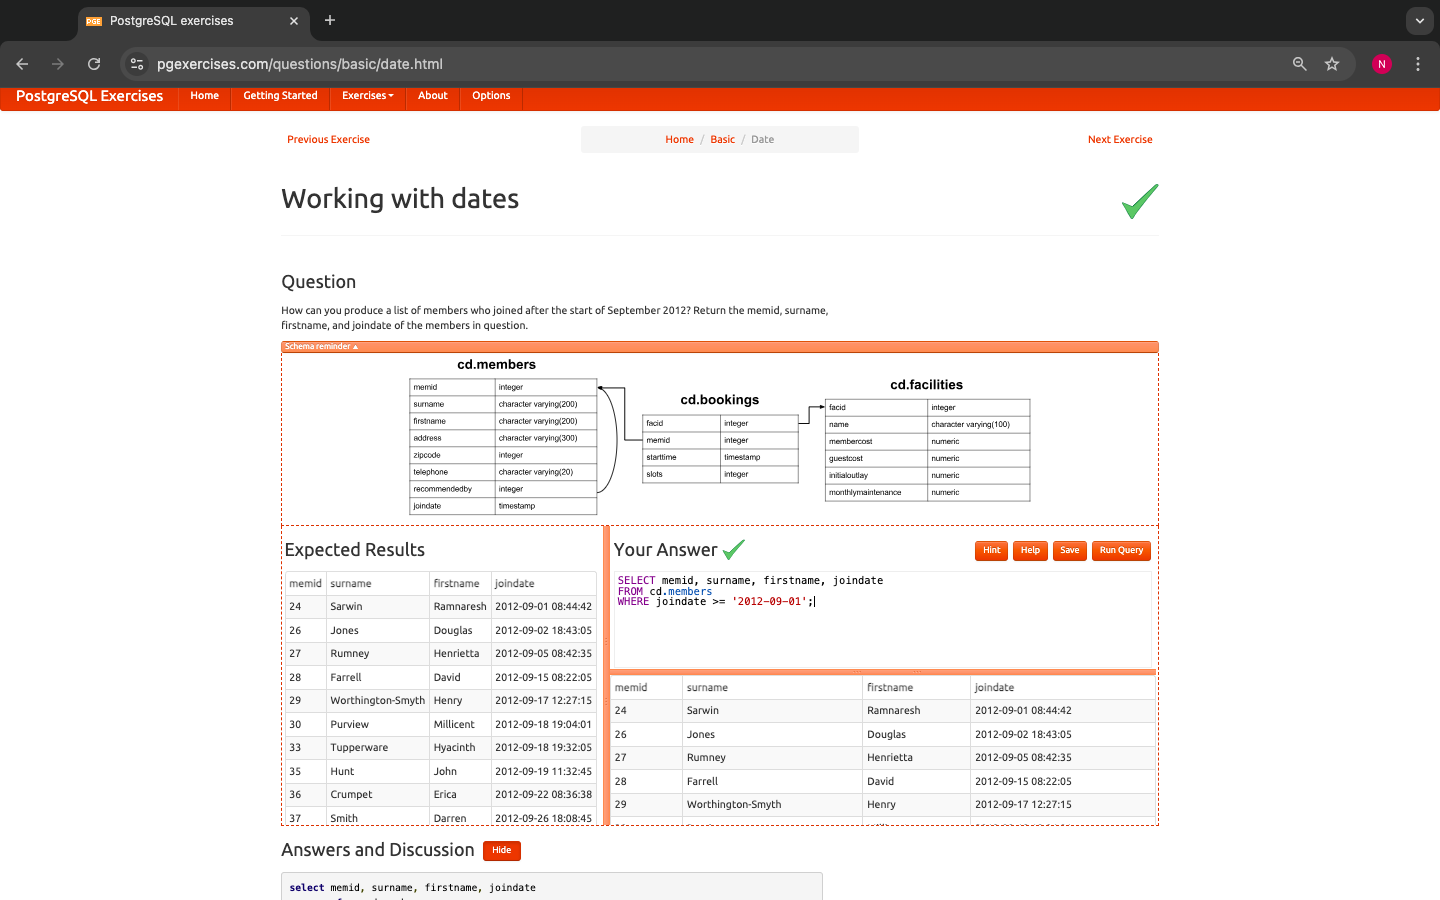 PGE PostgreSQL exercises
pgexercises.com/questions/basic/date.html
N
PostgreSQL Exercises Home Getting Started Exercises About Options
Previous Exercise Home / Basic / Date Next Exercise
Working with dates
Question
How can you produce a list of members who joined after the start of September 2012? Return the memid, surname,
firstname, and joindate of the members in question.
Schema reminder
cd.members
memid integer
surname character varying(200)
firstname character varying(200)
address character varying(300)
zipcode integer
telephone character varying(20)
recommendedby integer
joindate timestamp
cd.bookings
facid integer
memid integer
starttime timestamp
slots integer
cd.facilities
facid integer
name character varying(100)
membercost numeric
guestcost numeric
initialoutlay numeric
monthlymaintenance numeric
Expected Results
memid surname firstname joindate
24 Sarwin Ramnaresh 2012-09-01 08:44:42
26 Jones Douglas 2012-09-02 18:43:05
27 Rumney Henrietta 2012-09-05 08:42:35
28 Farrell David 2012-09-15 08:22:05
29 Worthington-Smyth Henry 2012-09-17 12:27:15
30 Purview Millicent 2012-09-18 19:04:01
33 Tupperware Hyacinth 2012-09-18 19:32:05
35 Hunt John 2012-09-19 11:32:45
36 Crumpet Erica 2012-09-22 08:36:38
37 Smith Darren 2012-09-26 18:08:45
Your Answer Hint Help Save Run Query
SELECT memid, surname, firstname, joindate
FROM cd.members
WHERE joindate >= '2012-09-01';
memid surname firstname joindate
24 Sarwin Ramnaresh 2012-09-01 08:44:42
26 Jones Douglas 2012-09-02 18:43:05
27 Rumney Henrietta 2012-09-05 08:42:35
28 Farrell David 2012-09-15 08:22:05
29 Worthington-Smyth Henry 2012-09-17 12:27:15
Answers and Discussion Hide
select memid, surname, firstname, joindate